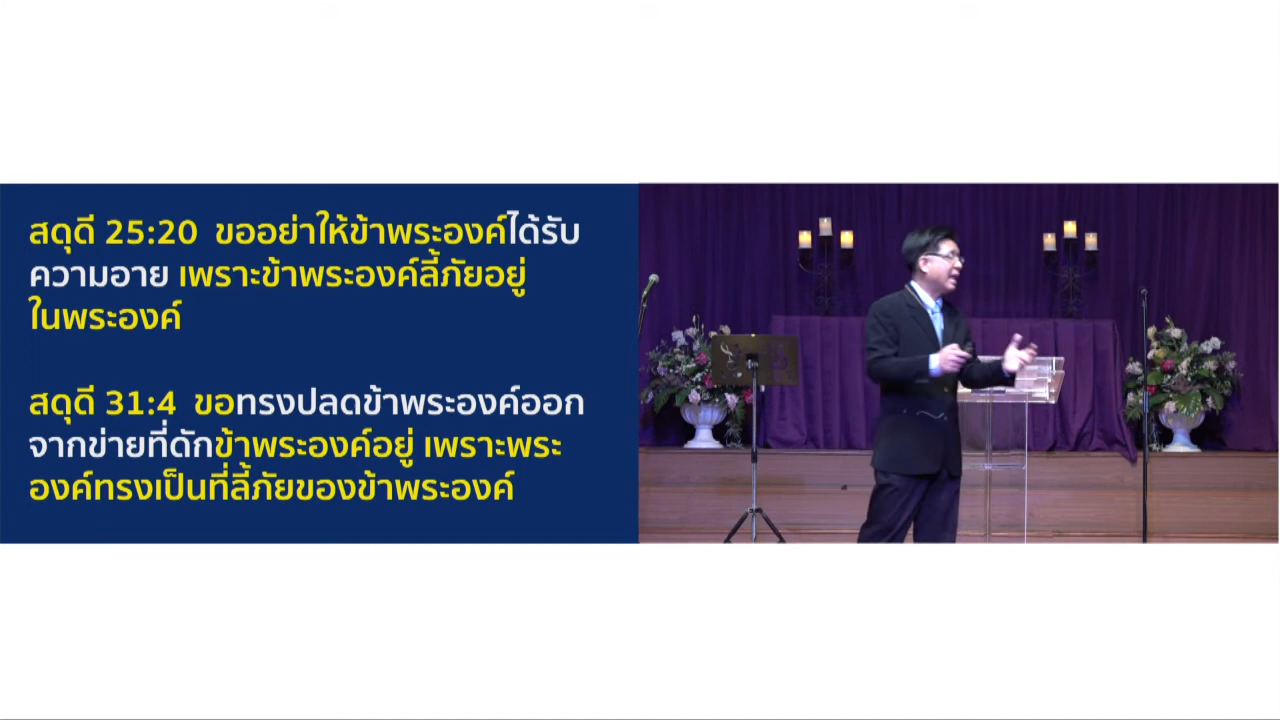 สดุดี 25:20 ขออย่าให้ข้าพระองค์ได้รับ
ความอาย เพราะข้าพระองค์ลี้ภัยอยู่
ในพระองค์
สดุดี 31:4 ขอทรงปลดข้าพระองค์ออก
จากข่ายที่ดักข้าพระองค์อยู่ เพราะพระ
องค์ทรงเป็นที่ลี้ภัยของข้าพระองค์